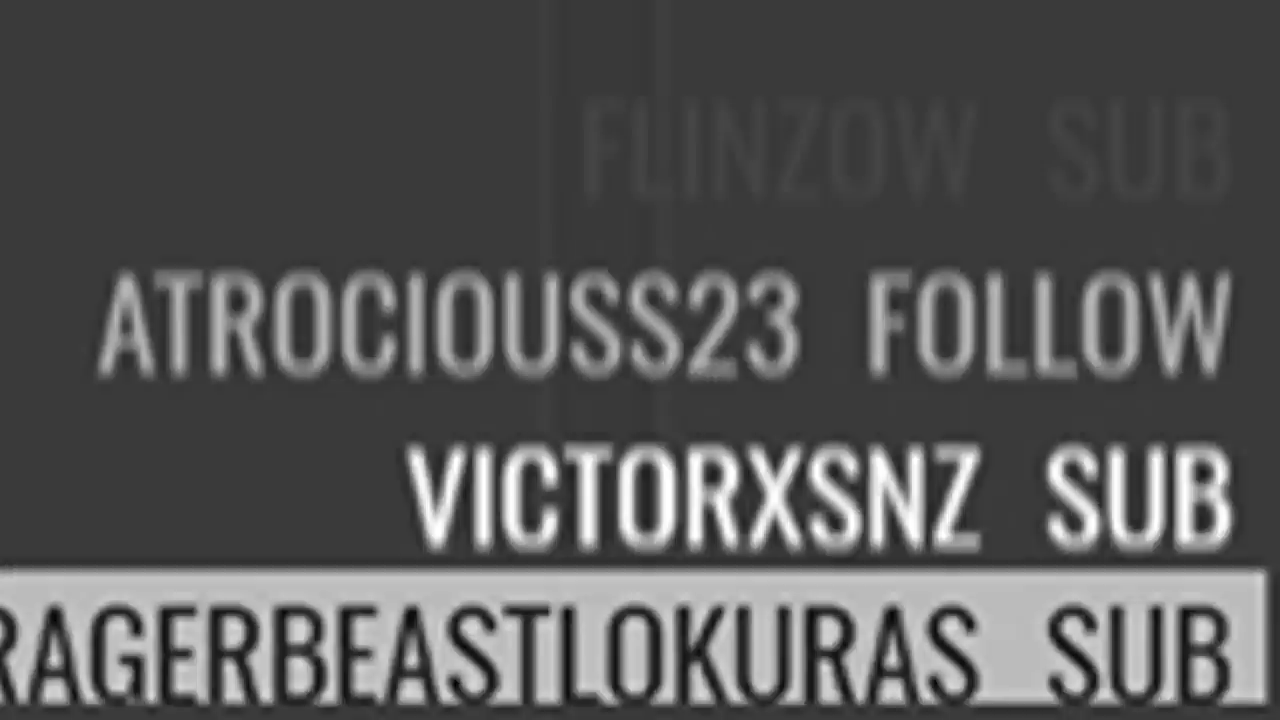 FLINZOW SUB
ATROCIOUSS23 FOLLOW
VICTORXSNZ SUB
RAGERBEASTLOKURAS SUB